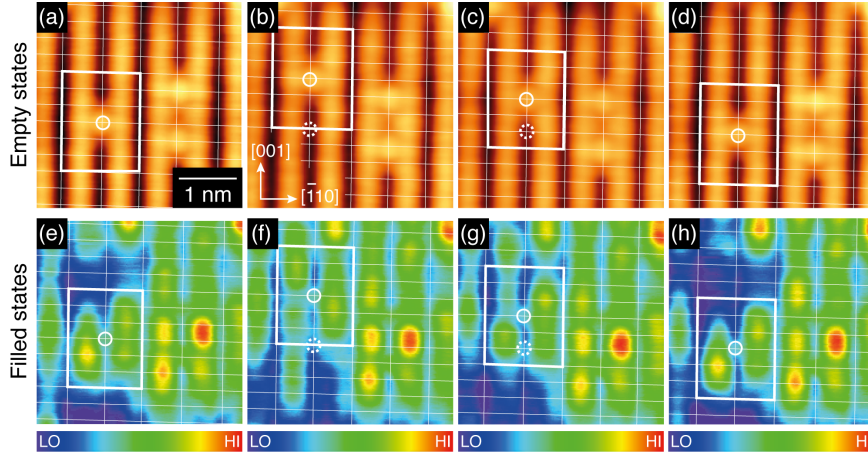 Empty states
(a)
(b)
(c)
(d)
1 nm
[001]
[1̄10]
Filled states
(e)
(f)
(g)
(h)
LO HI LO HI LO HI LO HI